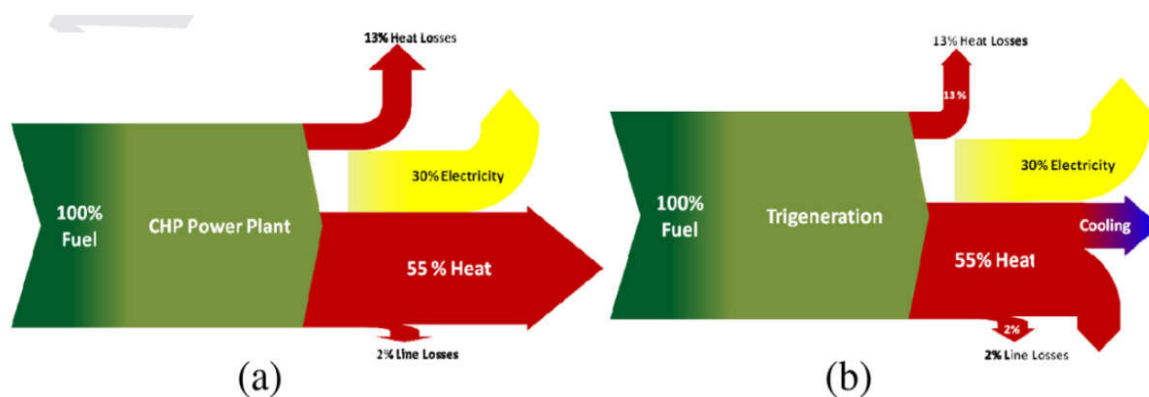 13% Heat Losses
30% Electricity
100%
Fuel
CHP Power Plant
55 % Heat
2% Line Losses
(a)
13% Heat Losses
13 %
30% Electricity
100%
Fuel
Trigeneration
Cooling
55% Heat
2%
2% Line Losses
(b)